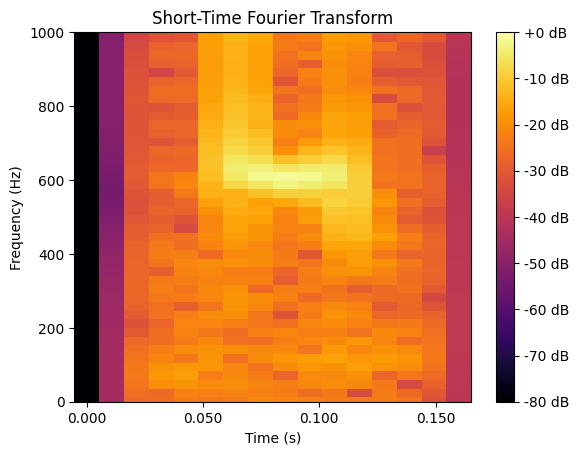 Short-Time Fourier Transform
1000
800
600
400
200
0
Frequency (Hz)
0.000
0.050
0.100
0.150
Time (s)
+0 dB
-10 dB
-20 dB
-30 dB
-40 dB
-50 dB
-60 dB
-70 dB
-80 dB